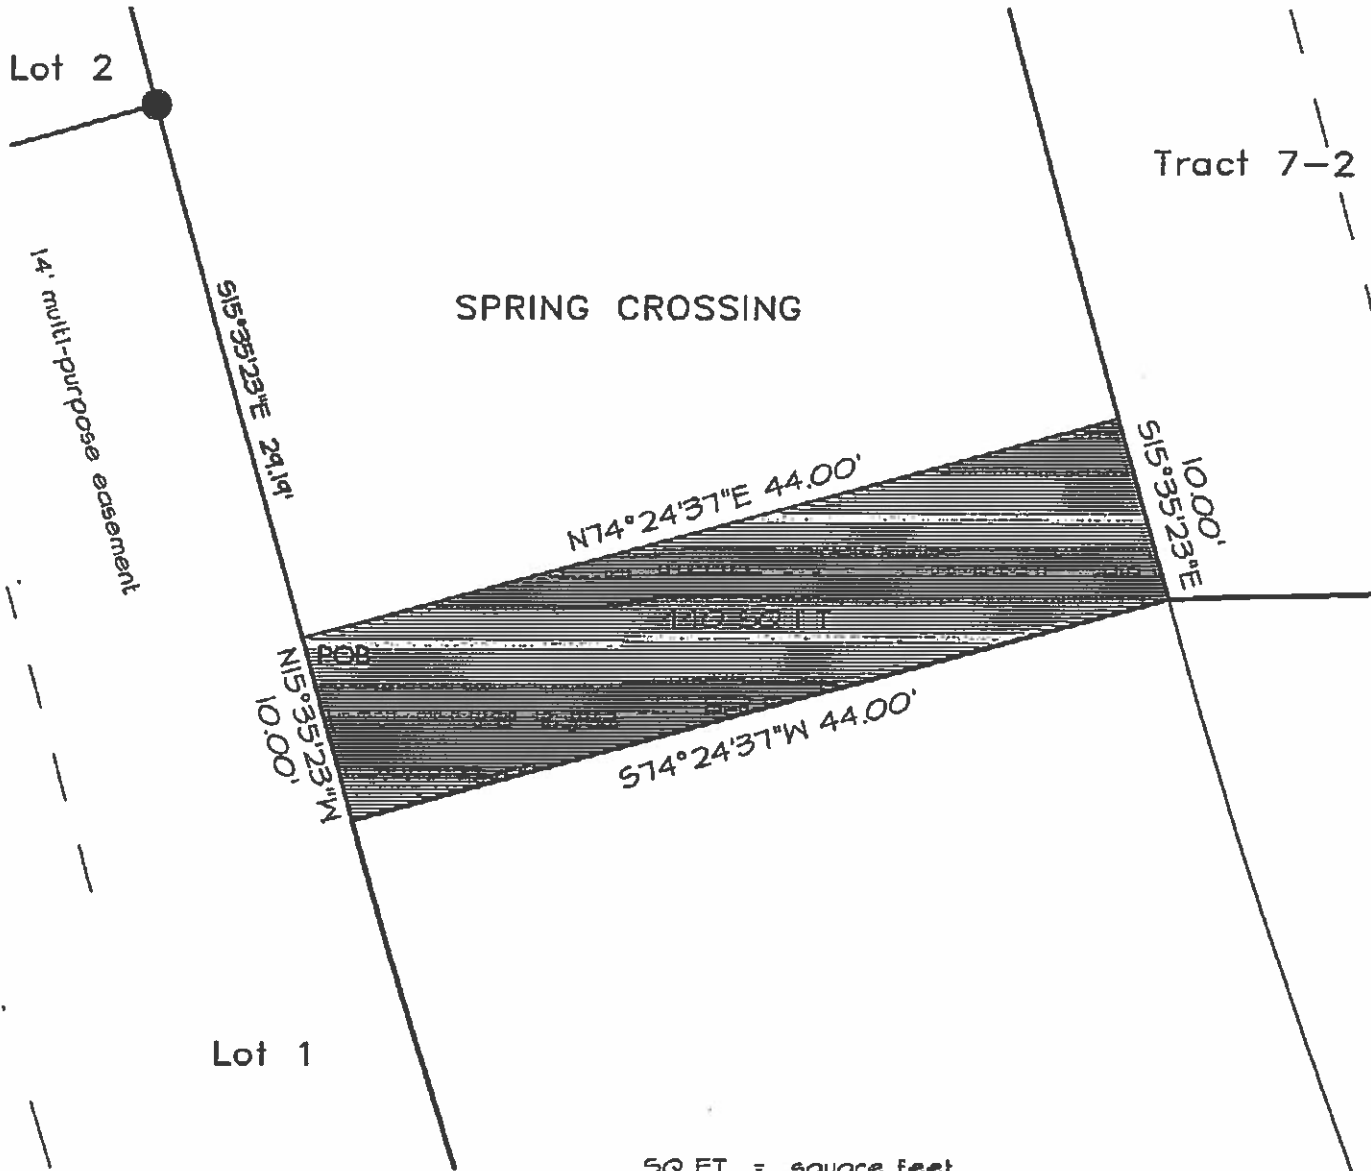 Lot 2
Tract 7-2
14' multi-purpose easement
S15°35'23"E 29.19'
SPRING CROSSING
N74°24'37"E 44.00'
S15°35'23"E
10.00'
POB
N15°35'23"W
10.00'
S74°24'37"W 44.00'
Lot 1
SQ FT = square feet